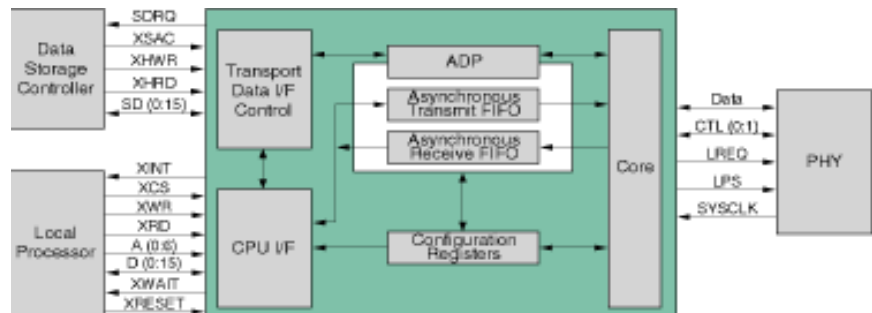 SDRQ
XSAC
XHWR
XHRD
SD (0:15)
Data
Storage
Controller
Transport
Data I/F
Control
ADP
Asynchronous
Transmit FIFO
Asynchronous
Receive FIFO
Core
Data
CTL (0:1)
LREQ
LPS
SYSCLK
PHY
XINT
XCS
XWR
XRD
A (0:6)
D (0:15)
XWAIT
XRESET
Local
Processor
CPU I/F
Configuration
Registers